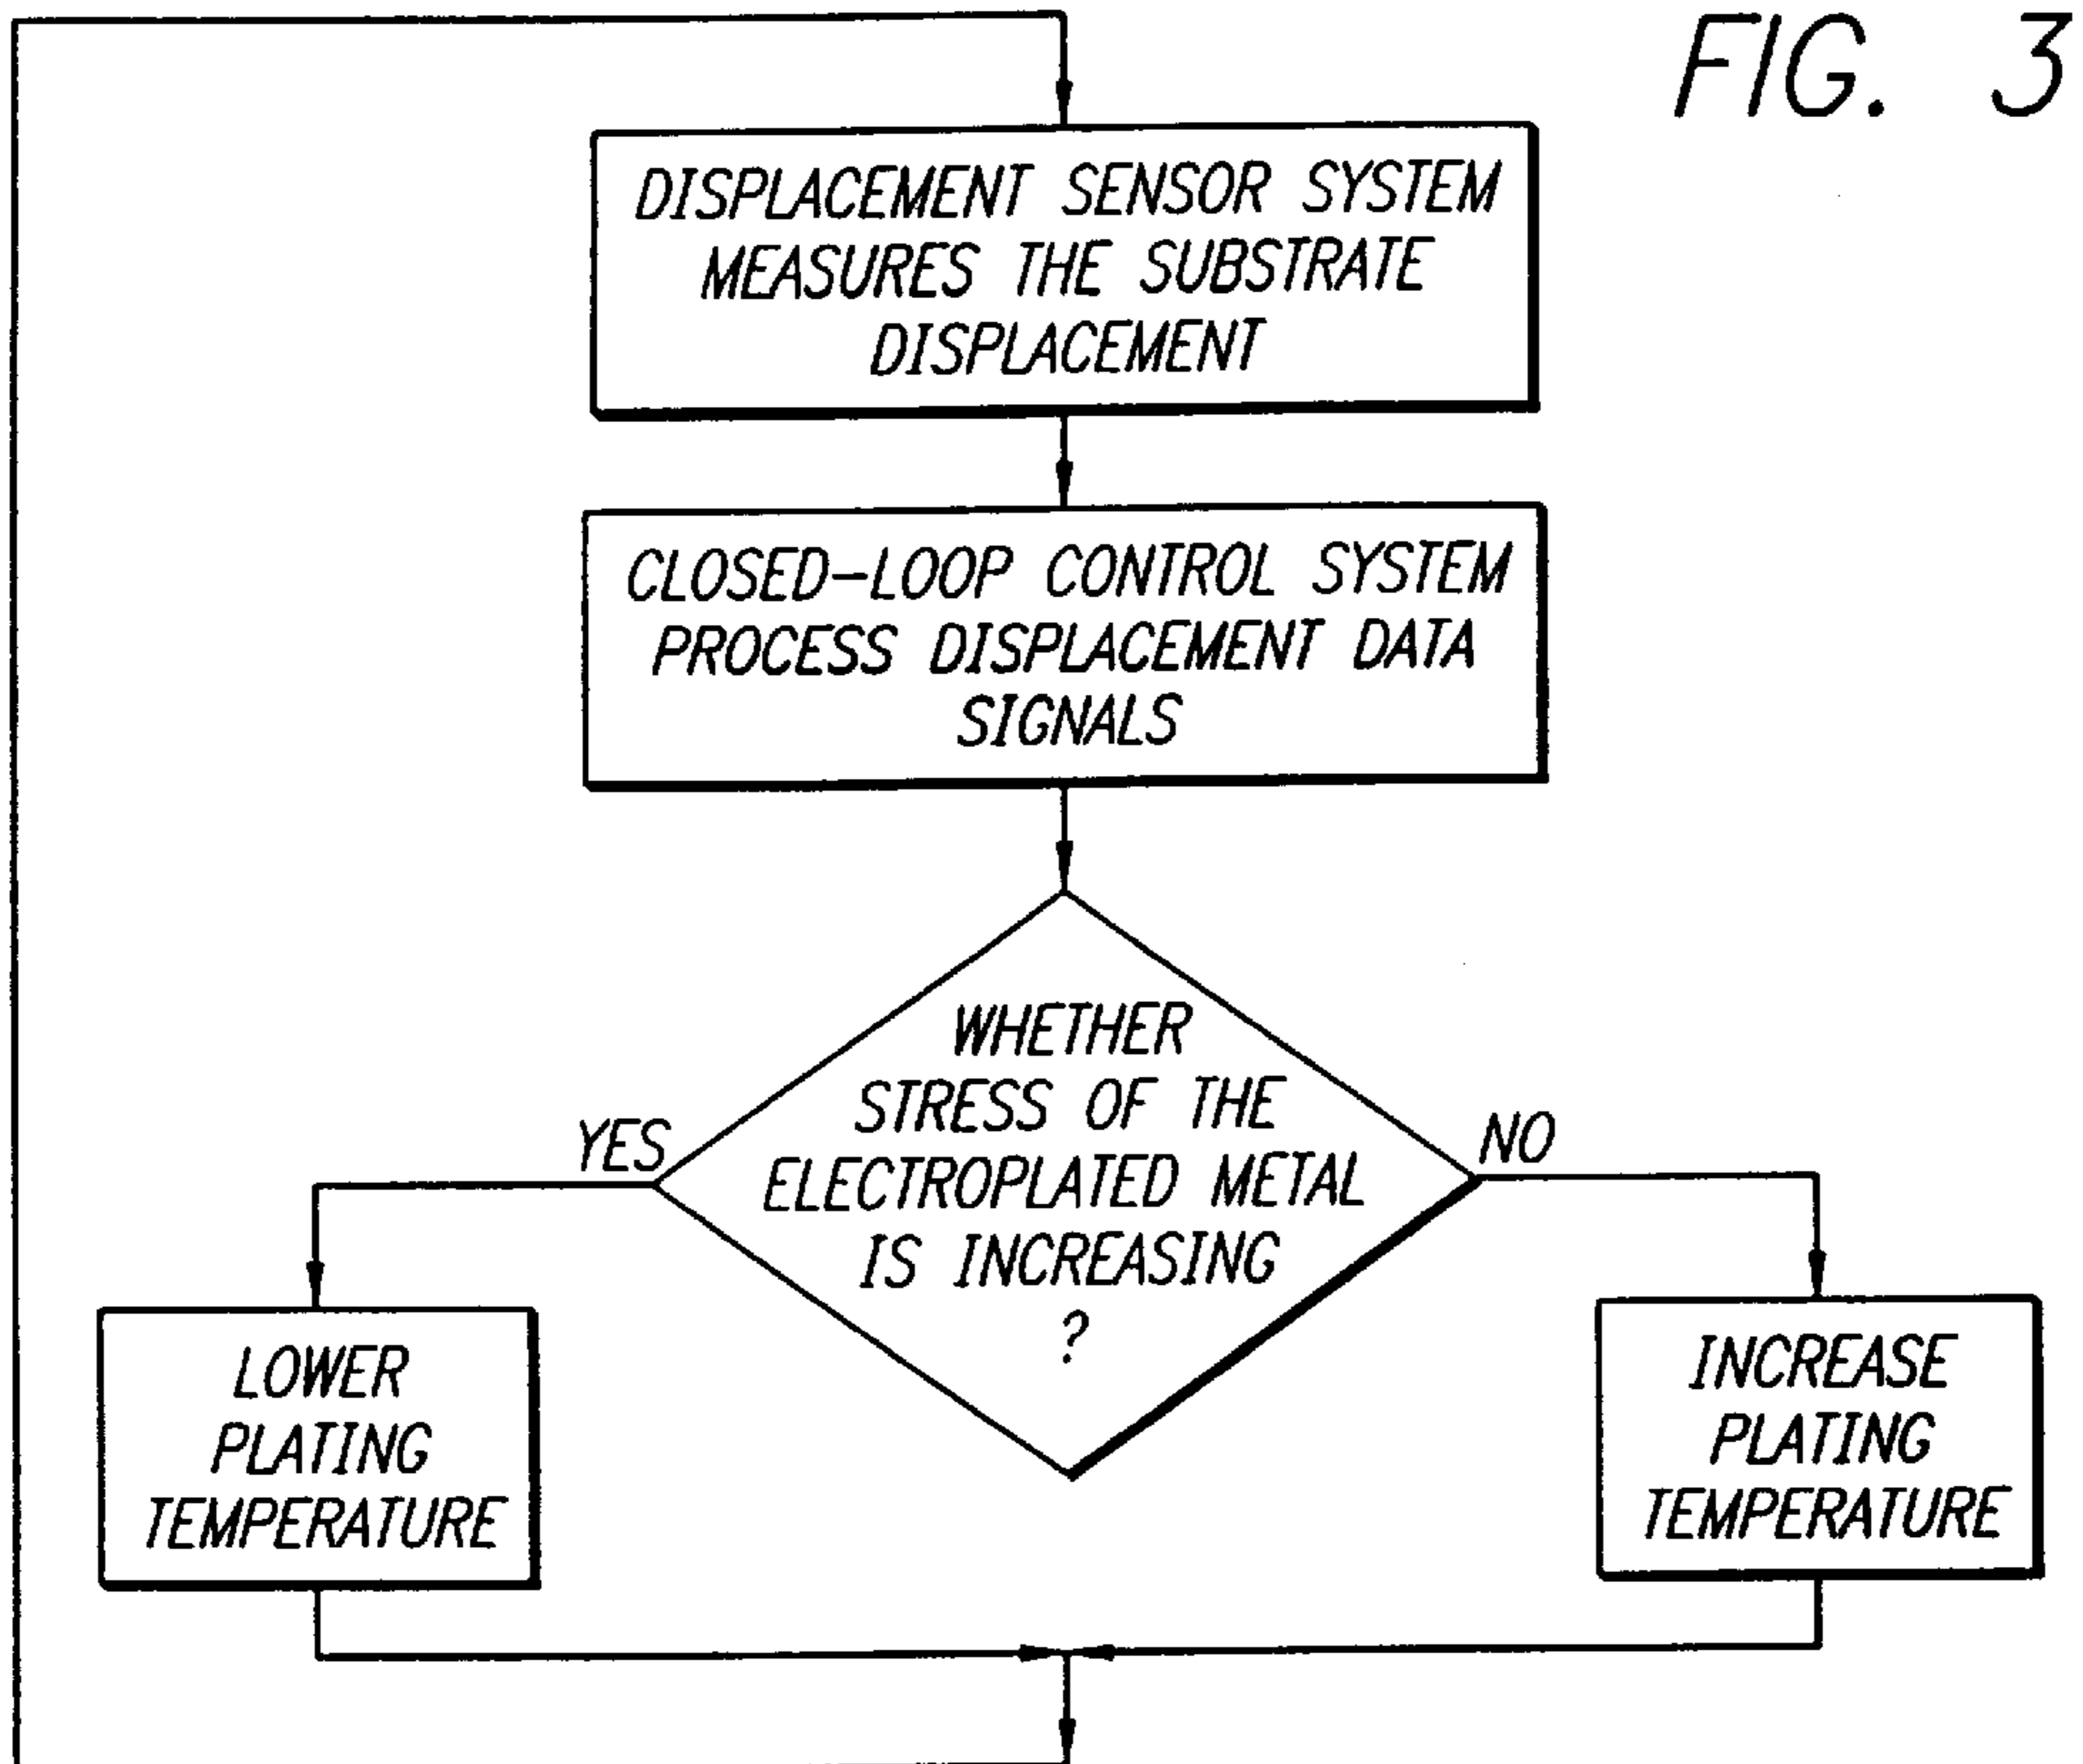 FIG. 3
DISPLACEMENT SENSOR SYSTEM
MEASURES THE SUBSTRATE
DISPLACEMENT
CLOSED-LOOP CONTROL SYSTEM
PROCESS DISPLACEMENT DATA
SIGNALS
WHETHER
STRESS OF THE
ELECTROPLATED METAL
IS INCREASING
?
YES
NO
LOWER
PLATING
TEMPERATURE
INCREASE
PLATING
TEMPERATURE